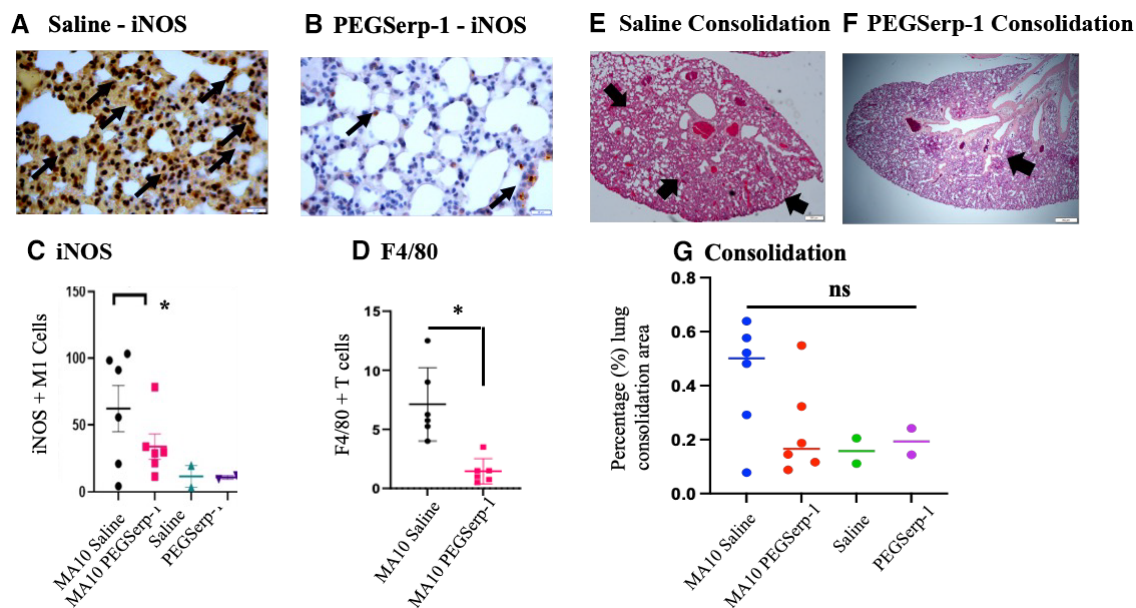 A Saline - iNOS
B PEGSerp-1 - iNOS
E Saline Consolidation
F PEGSerp-1 Consolidation
C iNOS
iNOS + M1 Cells
150
100
50
0
*
MA10 Saline
MA10 PEGSerp-1
Saline
D F4/80
F4/80 + T cells
15
10
5
0
*
MA10 Saline
MA10 PEGSerp-1
G Consolidation
Percentage (%) lung
consolidation area
0.8
0.6
0.4
0.2
0.0
ns
MA10 Saline
MA10 PEGSerp-1
Saline
PEGSerp-1